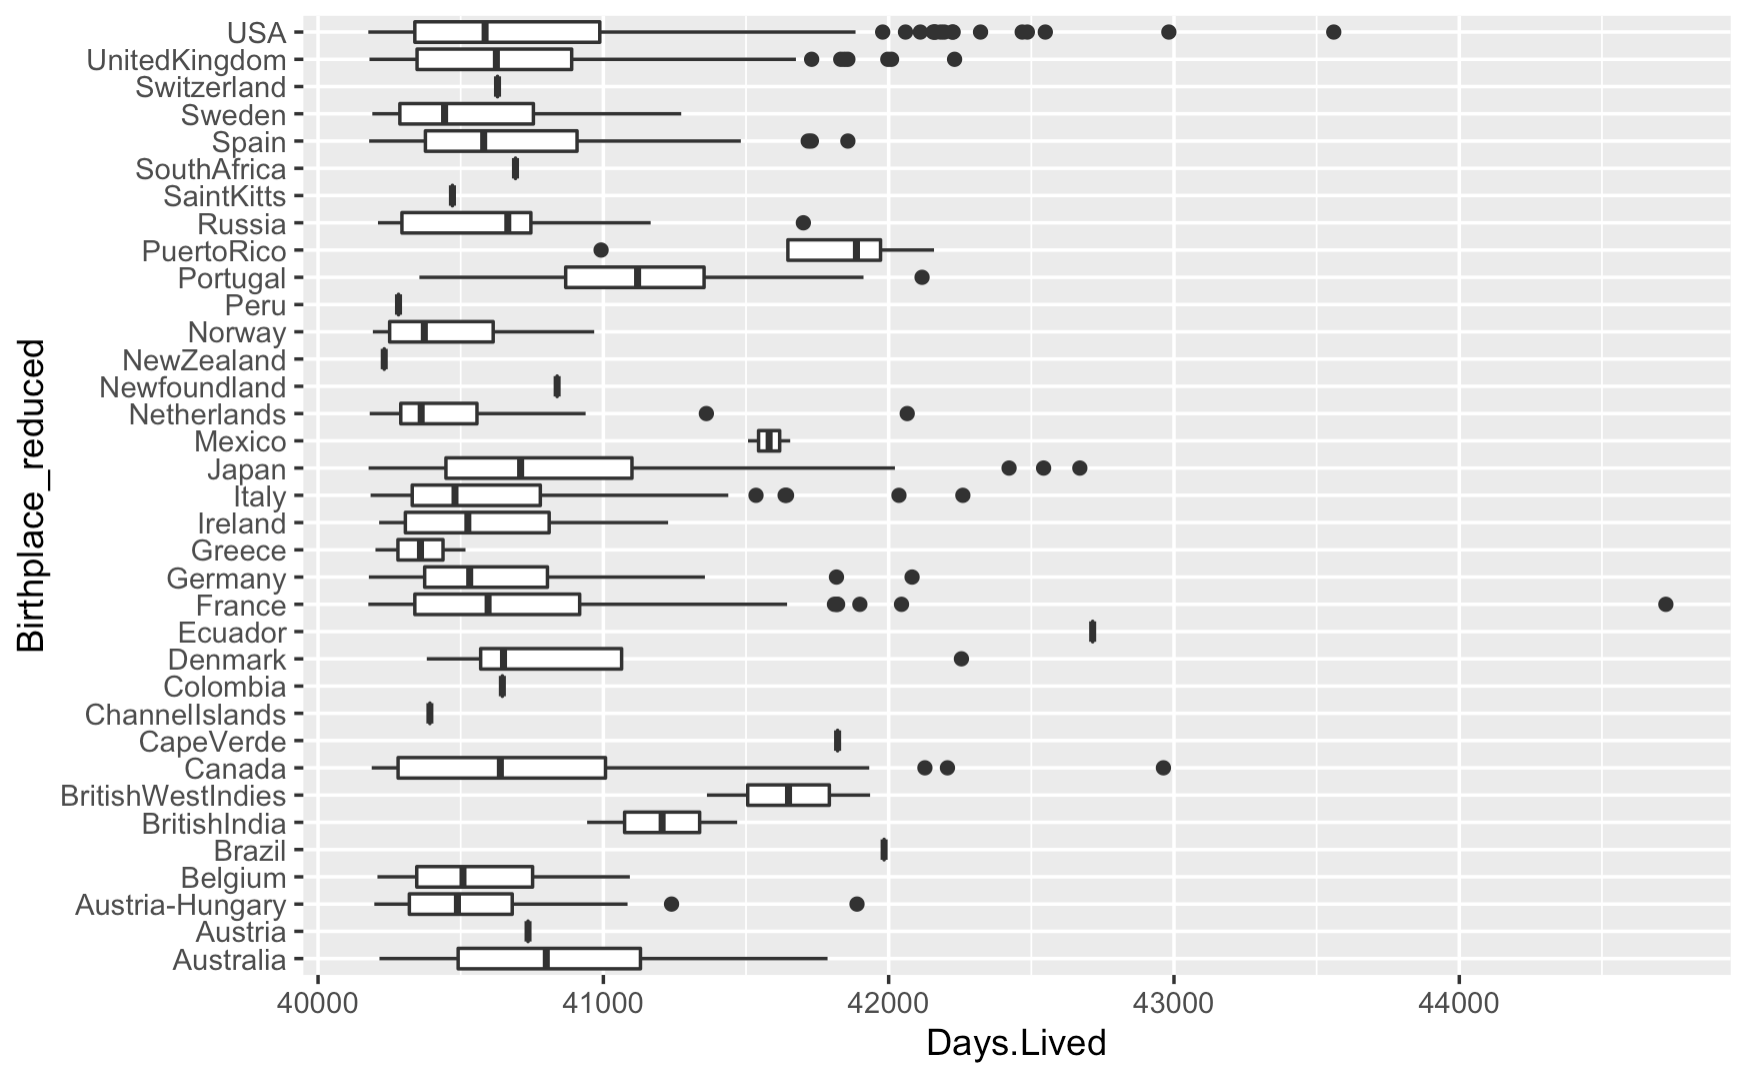 USA
UnitedKingdom
Switzerland
Sweden
Spain
SouthAfrica
SaintKitts
Russia
PuertoRico
Portugal
Peru
Norway
NewZealand
Newfoundland
Netherlands
Mexico
Japan
Italy
Ireland
Greece
Germany
France
Ecuador
Denmark
Colombia
ChannelIslands
CapeVerde
Canada
BritishWestIndies
BritishIndia
Brazil
Belgium
Austria-Hungary
Austria
Australia
Birthplace_reduced
40000 41000 42000 43000 44000
Days.Lived